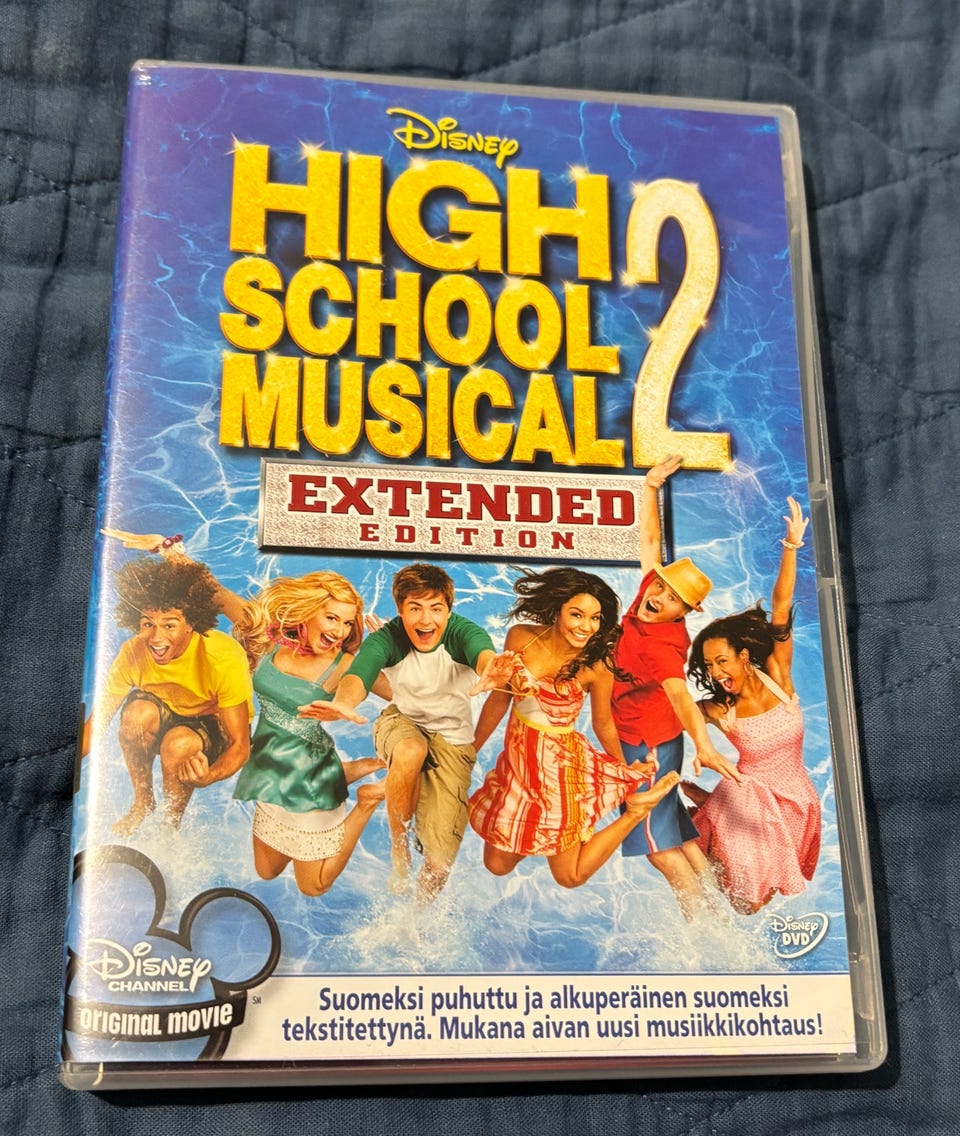 Disney
HIGH
SCHOOL
MUSICAL 2
EXTENDED
EDITION
Disney
DVD
Disney
CHANNEL
ORIGINAL MOVIE
SM
Suomeksi puhuttu ja alkuperäinen suomeksi
tekstitettynä. Mukana aivan uusi musiikkikohtaus!